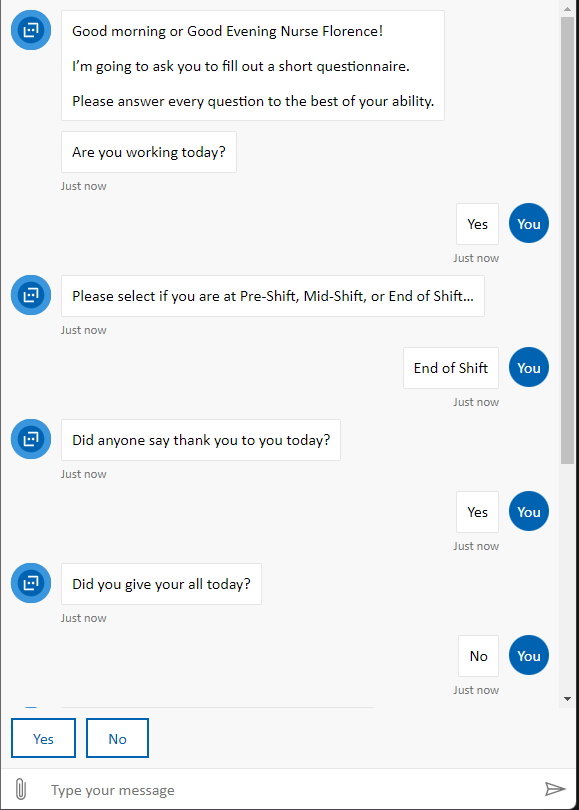 Good morning or Good Evening Nurse Florence!
I'm going to ask you to fill out a short questionnaire.
Please answer every question to the best of your ability.
Are you working today?
Just now
Yes
You
Just now
Please select if you are at Pre-Shift, Mid-Shift, or End of Shift...
Just now
End of Shift
You
Just now
Did anyone say thank you to you today?
Just now
Yes
You
Just now
Did you give your all today?
Just now
No
You
Just now
Yes
No
Type your message